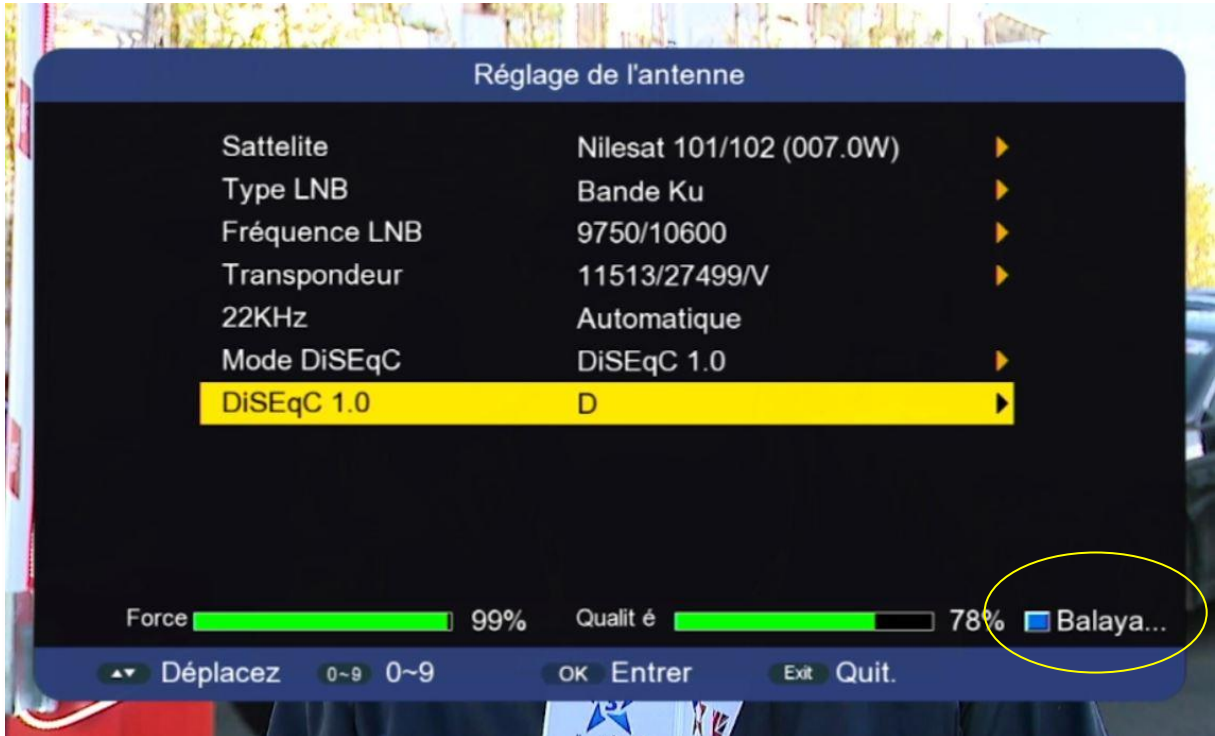 Réglage de l'antenne
Sattelite Nilesat 101/102 (007.0W)
Type LNB Bande Ku
Fréquence LNB 9750/10600
Transpondeur 11513/27499/V
22KHz Automatique
Mode DiSEqC DiSEqC 1.0
DiSEqC 1.0 D
Force 99% Qualit é 78% Balaya...
Déplacez 0~9 0~9 OK Entrer Exit Quit.